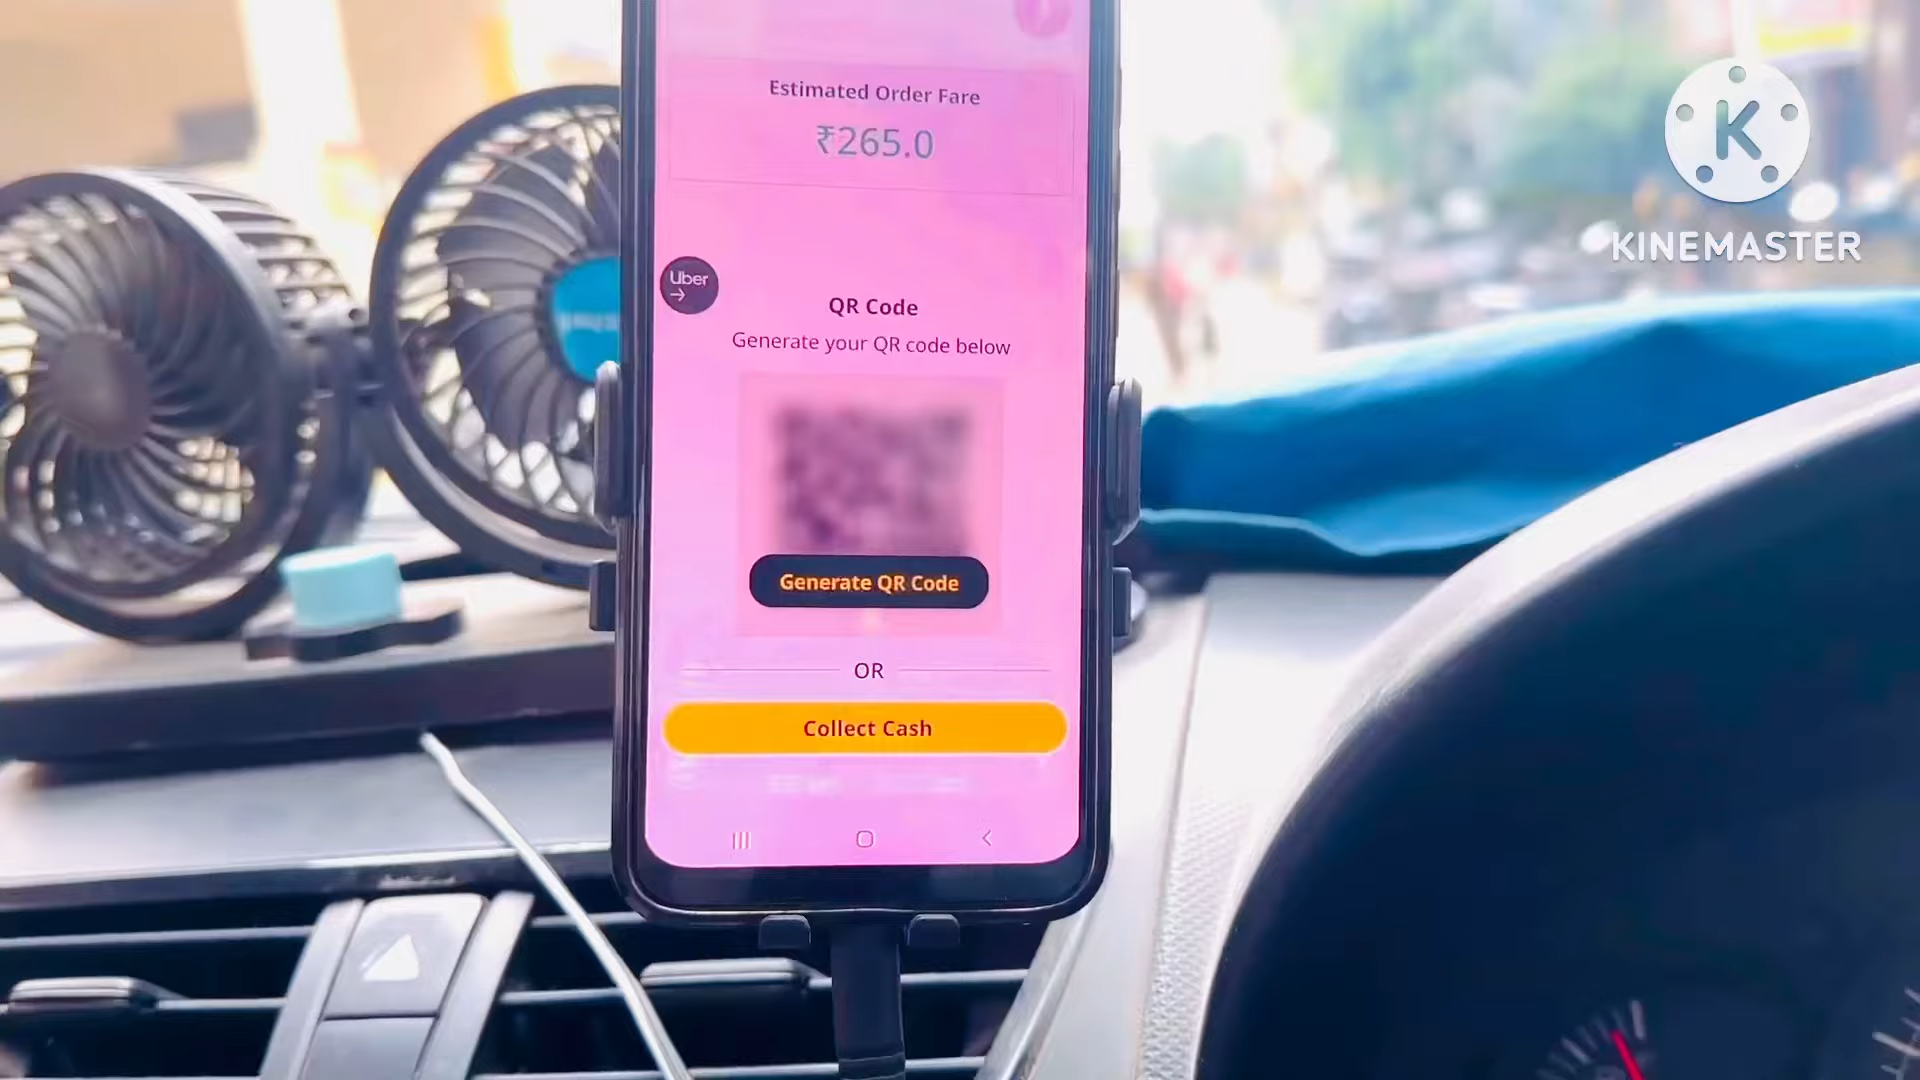 Estimated Order Fare
₹265.0
Uber
QR Code
Generate your QR code below
Generate QR Code
OR
Collect Cash
K
KINEMASTER